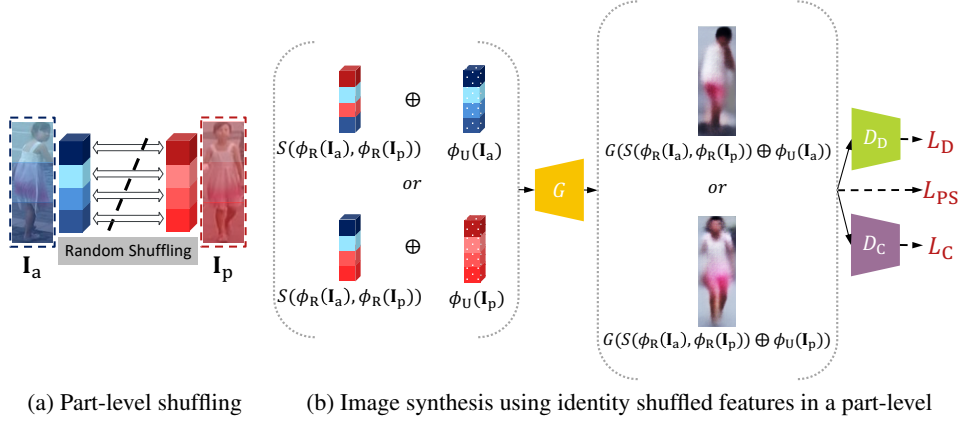 I_a
Random Shuffling
I_p
(a) Part-level shuffling
⊕
S(ϕ_R(I_a), ϕ_R(I_p)) ϕ_U(I_a)
or
⊕
S(ϕ_R(I_a), ϕ_R(I_p)) ϕ_U(I_p)
G
G(S(ϕ_R(I_a), ϕ_R(I_p)) ⊕ ϕ_U(I_a))
or
G(S(ϕ_R(I_a), ϕ_R(I_p)) ⊕ ϕ_U(I_p))
D_D L_D
L_PS
D_C L_C
(b) Image synthesis using identity shuffled features in a part-level